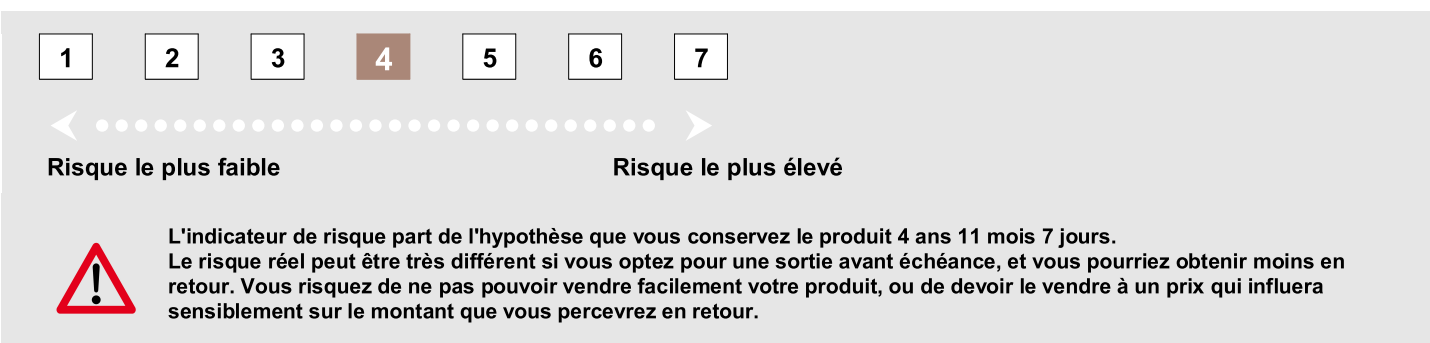 1 2 3 4 5 6 7
Risque le plus faible Risque le plus élevé
L'indicateur de risque part de l'hypothèse que vous conservez le produit 4 ans 11 mois 7 jours.
Le risque réel peut être très différent si vous optez pour une sortie avant échéance, et vous pourriez obtenir moins en
retour. Vous risquez de ne pas pouvoir vendre facilement votre produit, ou de devoir le vendre à un prix qui influera
sensiblement sur le montant que vous percevrez en retour.